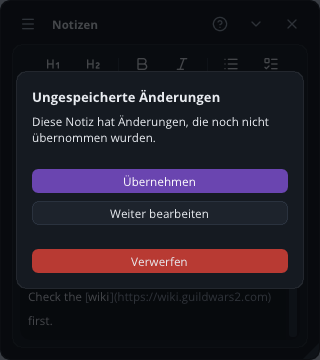 Notizen
H1 H2 B I
Ungespeicherte Änderungen
Diese Notiz hat Änderungen, die noch nicht
übernommen wurden.
Übernehmen
Weiter bearbeiten
Verwerfen
Check the [wiki](https://wiki.guildwars2.com)
first.